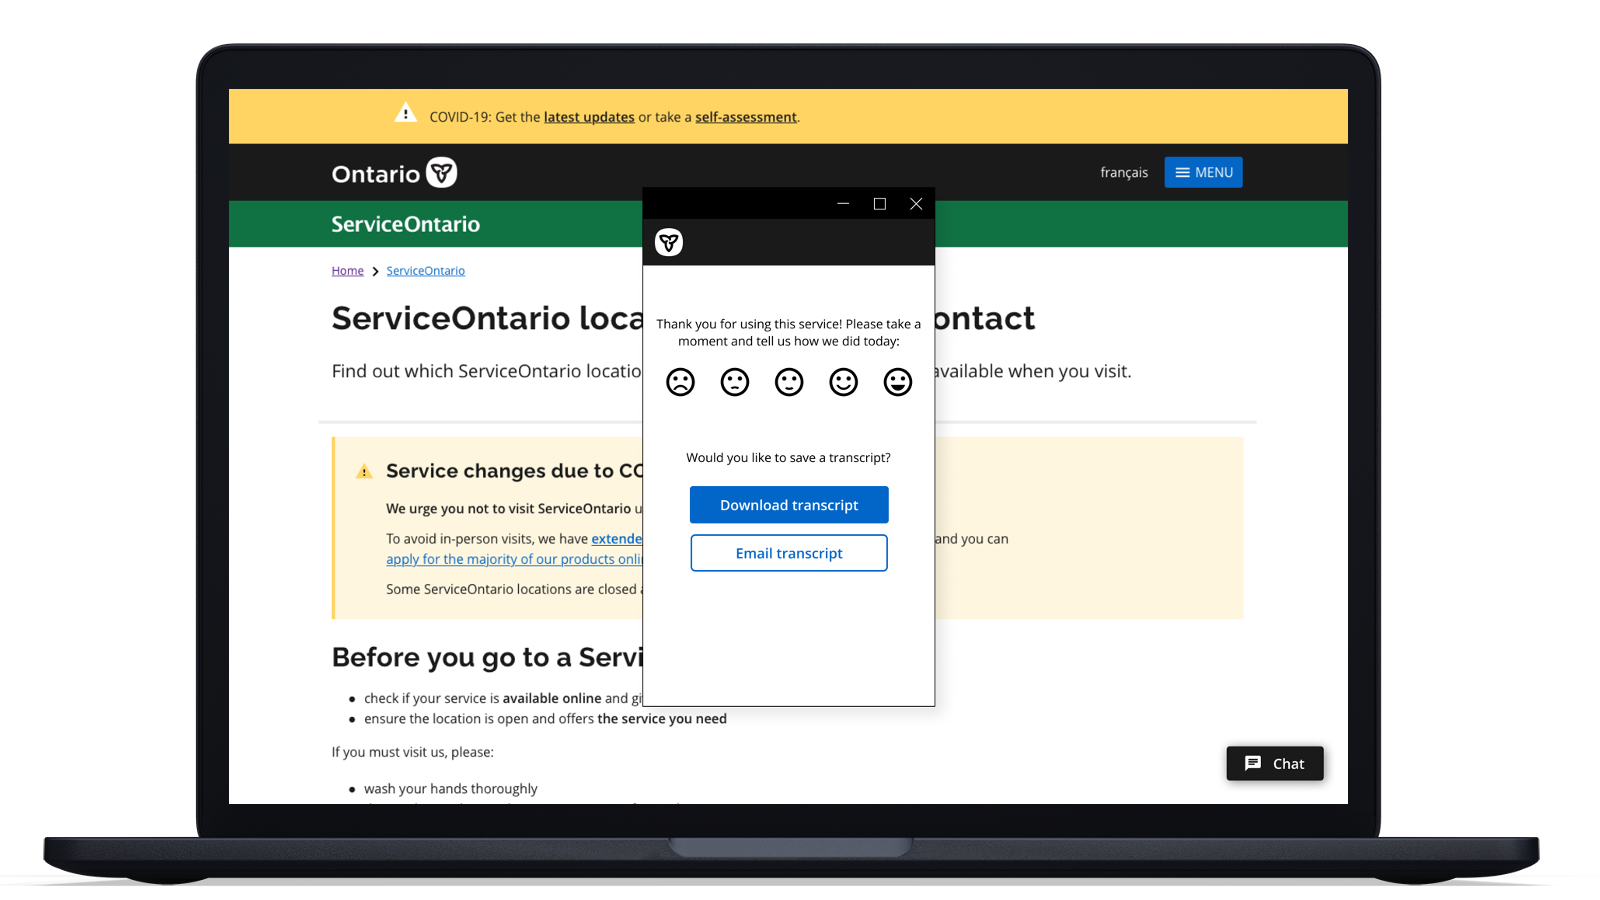 COVID-19: Get the latest updates or take a self-assessment.
Ontario
français
MENU
ServiceOntario
Home > ServiceOntario
ServiceOntario loca
ontact
Find out which ServiceOntario locatio
available when you visit.
Service changes due to CO
We urge you not to visit ServiceOntario u
To avoid in-person visits, we have extende
and you can
apply for the majority of our products onli
Some ServiceOntario locations are closed
Before you go to a Servi
check if your service is available online and gi
ensure the location is open and offers the service you need
If you must visit us, please:
wash your hands thoroughly
Thank you for using this service! Please take a
moment and tell us how we did today:
Would you like to save a transcript?
Download transcript
Email transcript
Chat